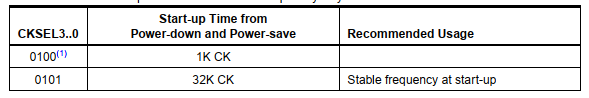 CKSEL3..0 Start-up Time from Power-down and Power-save Recommended Usage
0100(1) 1K CK
0101 32K CK Stable frequency at start-up